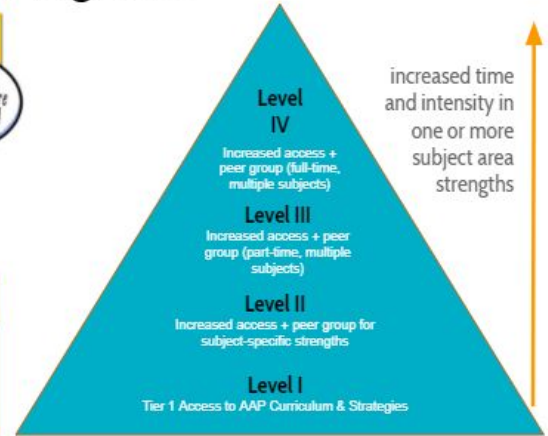 Level
IV
Increased access +
peer group (full-time,
multiple subjects)
Level III
Increased access + peer
group (part-time, multiple
subjects)
Level II
Increased access + peer group for
subject-specific strengths
Level I
Tier 1 Access to AAP Curriculum & Strategies
increased time
and intensity in
one or more
subject area
strengths